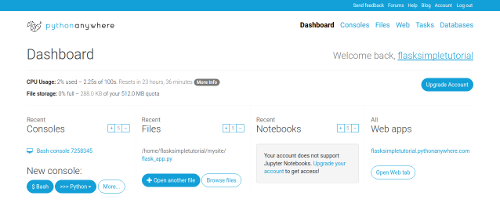 Send feedback Forums Help Blog Account Log out
pythonanywhere
Dashboard Consoles Files Web Tasks Databases
Dashboard
Welcome back, flasksimpletutorial
CPU Usage: 2% used – 2.25s of 100s. Resets in 23 hours, 36 minutes More Info
File storage: 0% full – 288.0 KB of your 512.0 MB quota
Upgrade Account
Recent
Consoles
Bash console 7258345
New console:
$ Bash >>> Python More...
Recent
Files
/home/flasksimpletutorial/mysite/
flask_app.py
+ Open another file Browse files
Recent
Notebooks
Your account does not support
Jupyter Notebooks. Upgrade your
account to get access!
All
Web apps
flasksimpletutorial.pythonanywhere.com
Open Web tab